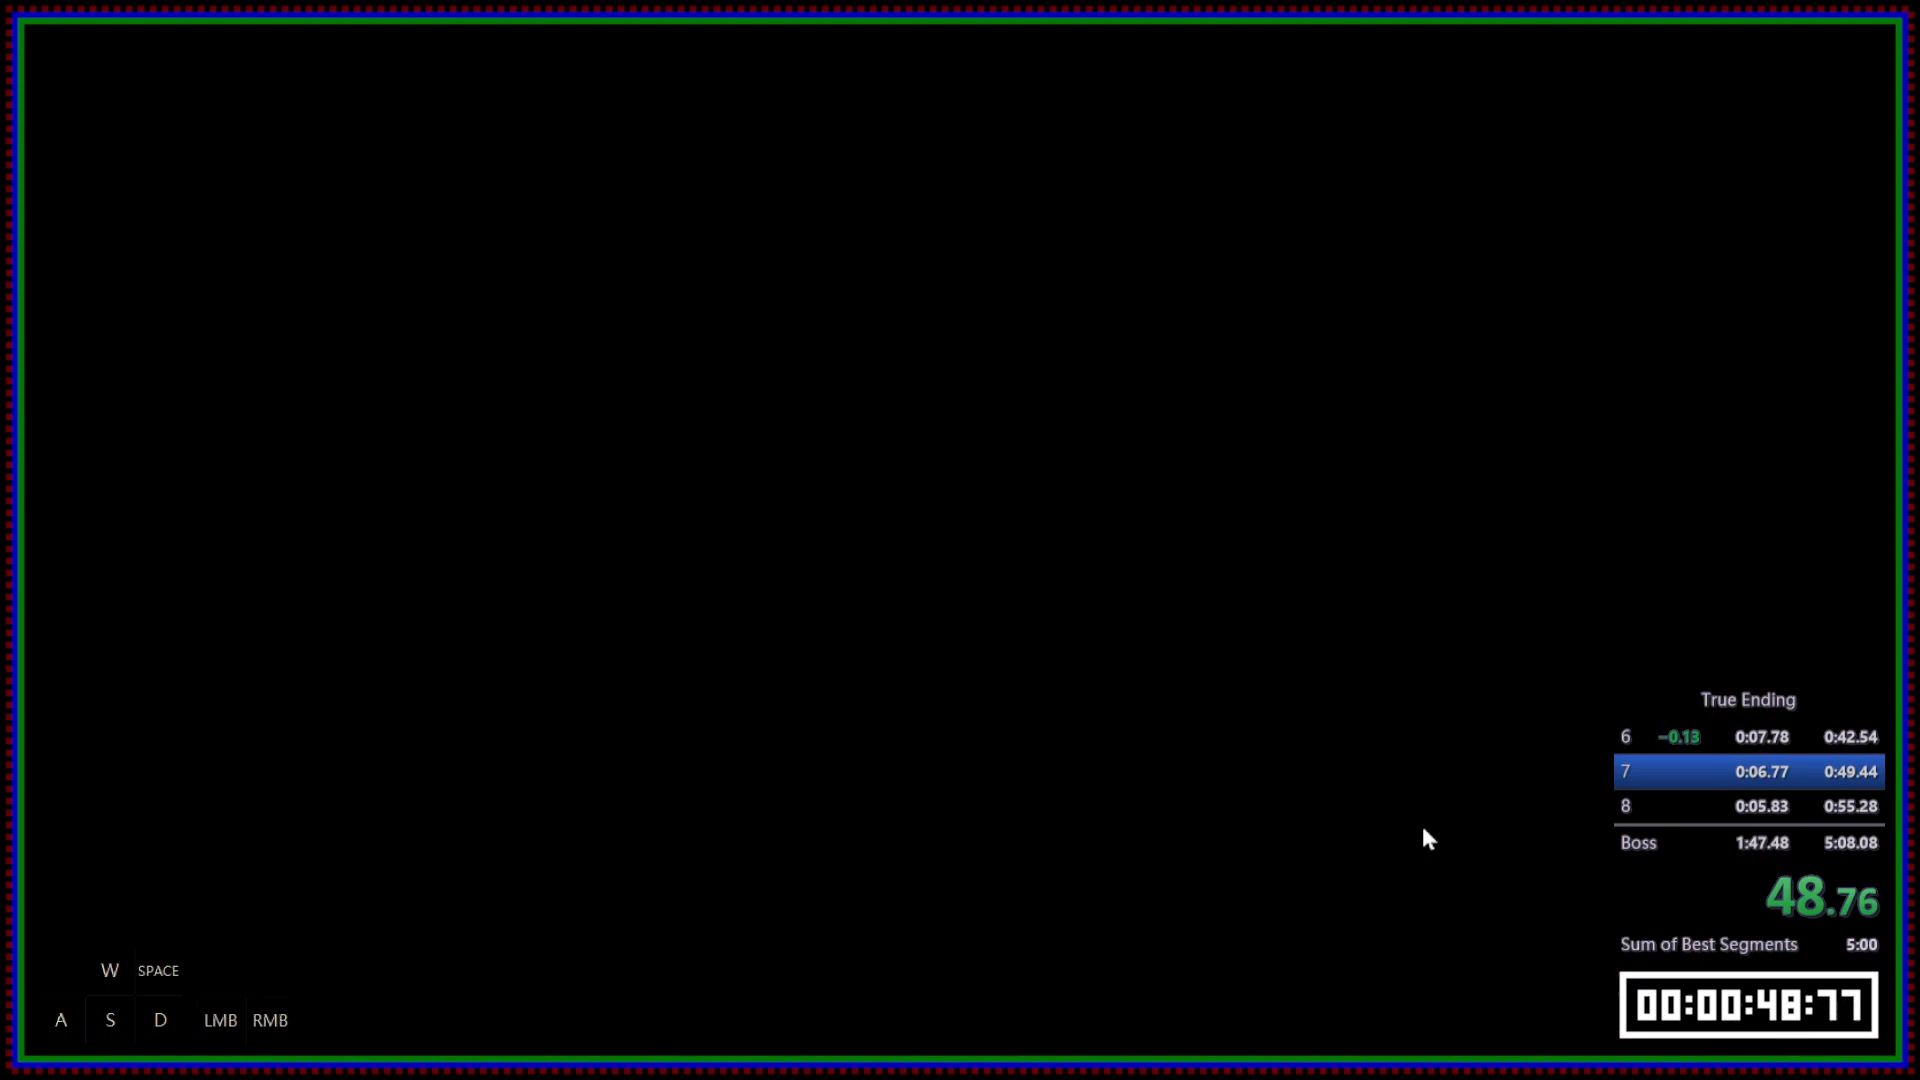 True Ending
6 −0.13 0:07.78 0:42.54
7 0:06.77 0:49.44
8 0:05.83 0:55.28
Boss 1:47.48 5:08.08
48.76
Sum of Best Segments 5:00
00:00:48:77
W SPACE
A S D LMB RMB